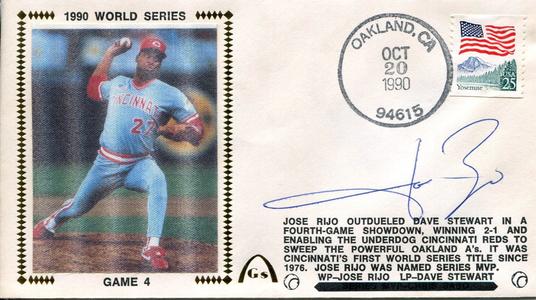 1990 WORLD SERIES
CINCINNATI
27
GAME 4
Gs
OAKLAND, CA
OCT
20
1990
94615
USA
25
Yosemite
JOSE RIJO OUTDUELED DAVE STEWART IN A
FOURTH-GAME SHOWDOWN, WINNING 2-1 AND
ENABLING THE UNDERDOG CINCINNATI REDS TO
SWEEP THE POWERFUL OAKLAND A's. IT WAS
CINCINNATI'S FIRST WORLD SERIES TITLE SINCE
1976. JOSE RIJO WAS NAMED SERIES MVP.
WP-JOSE RIJO LP-DAVE STEWART